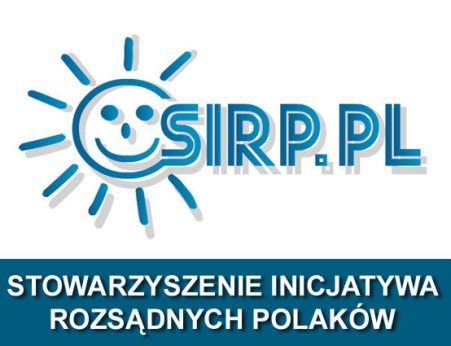 SIRP.PL
STOWARZYSZENIE INICJATYWA
ROZSĄDNYCH POLAKÓW